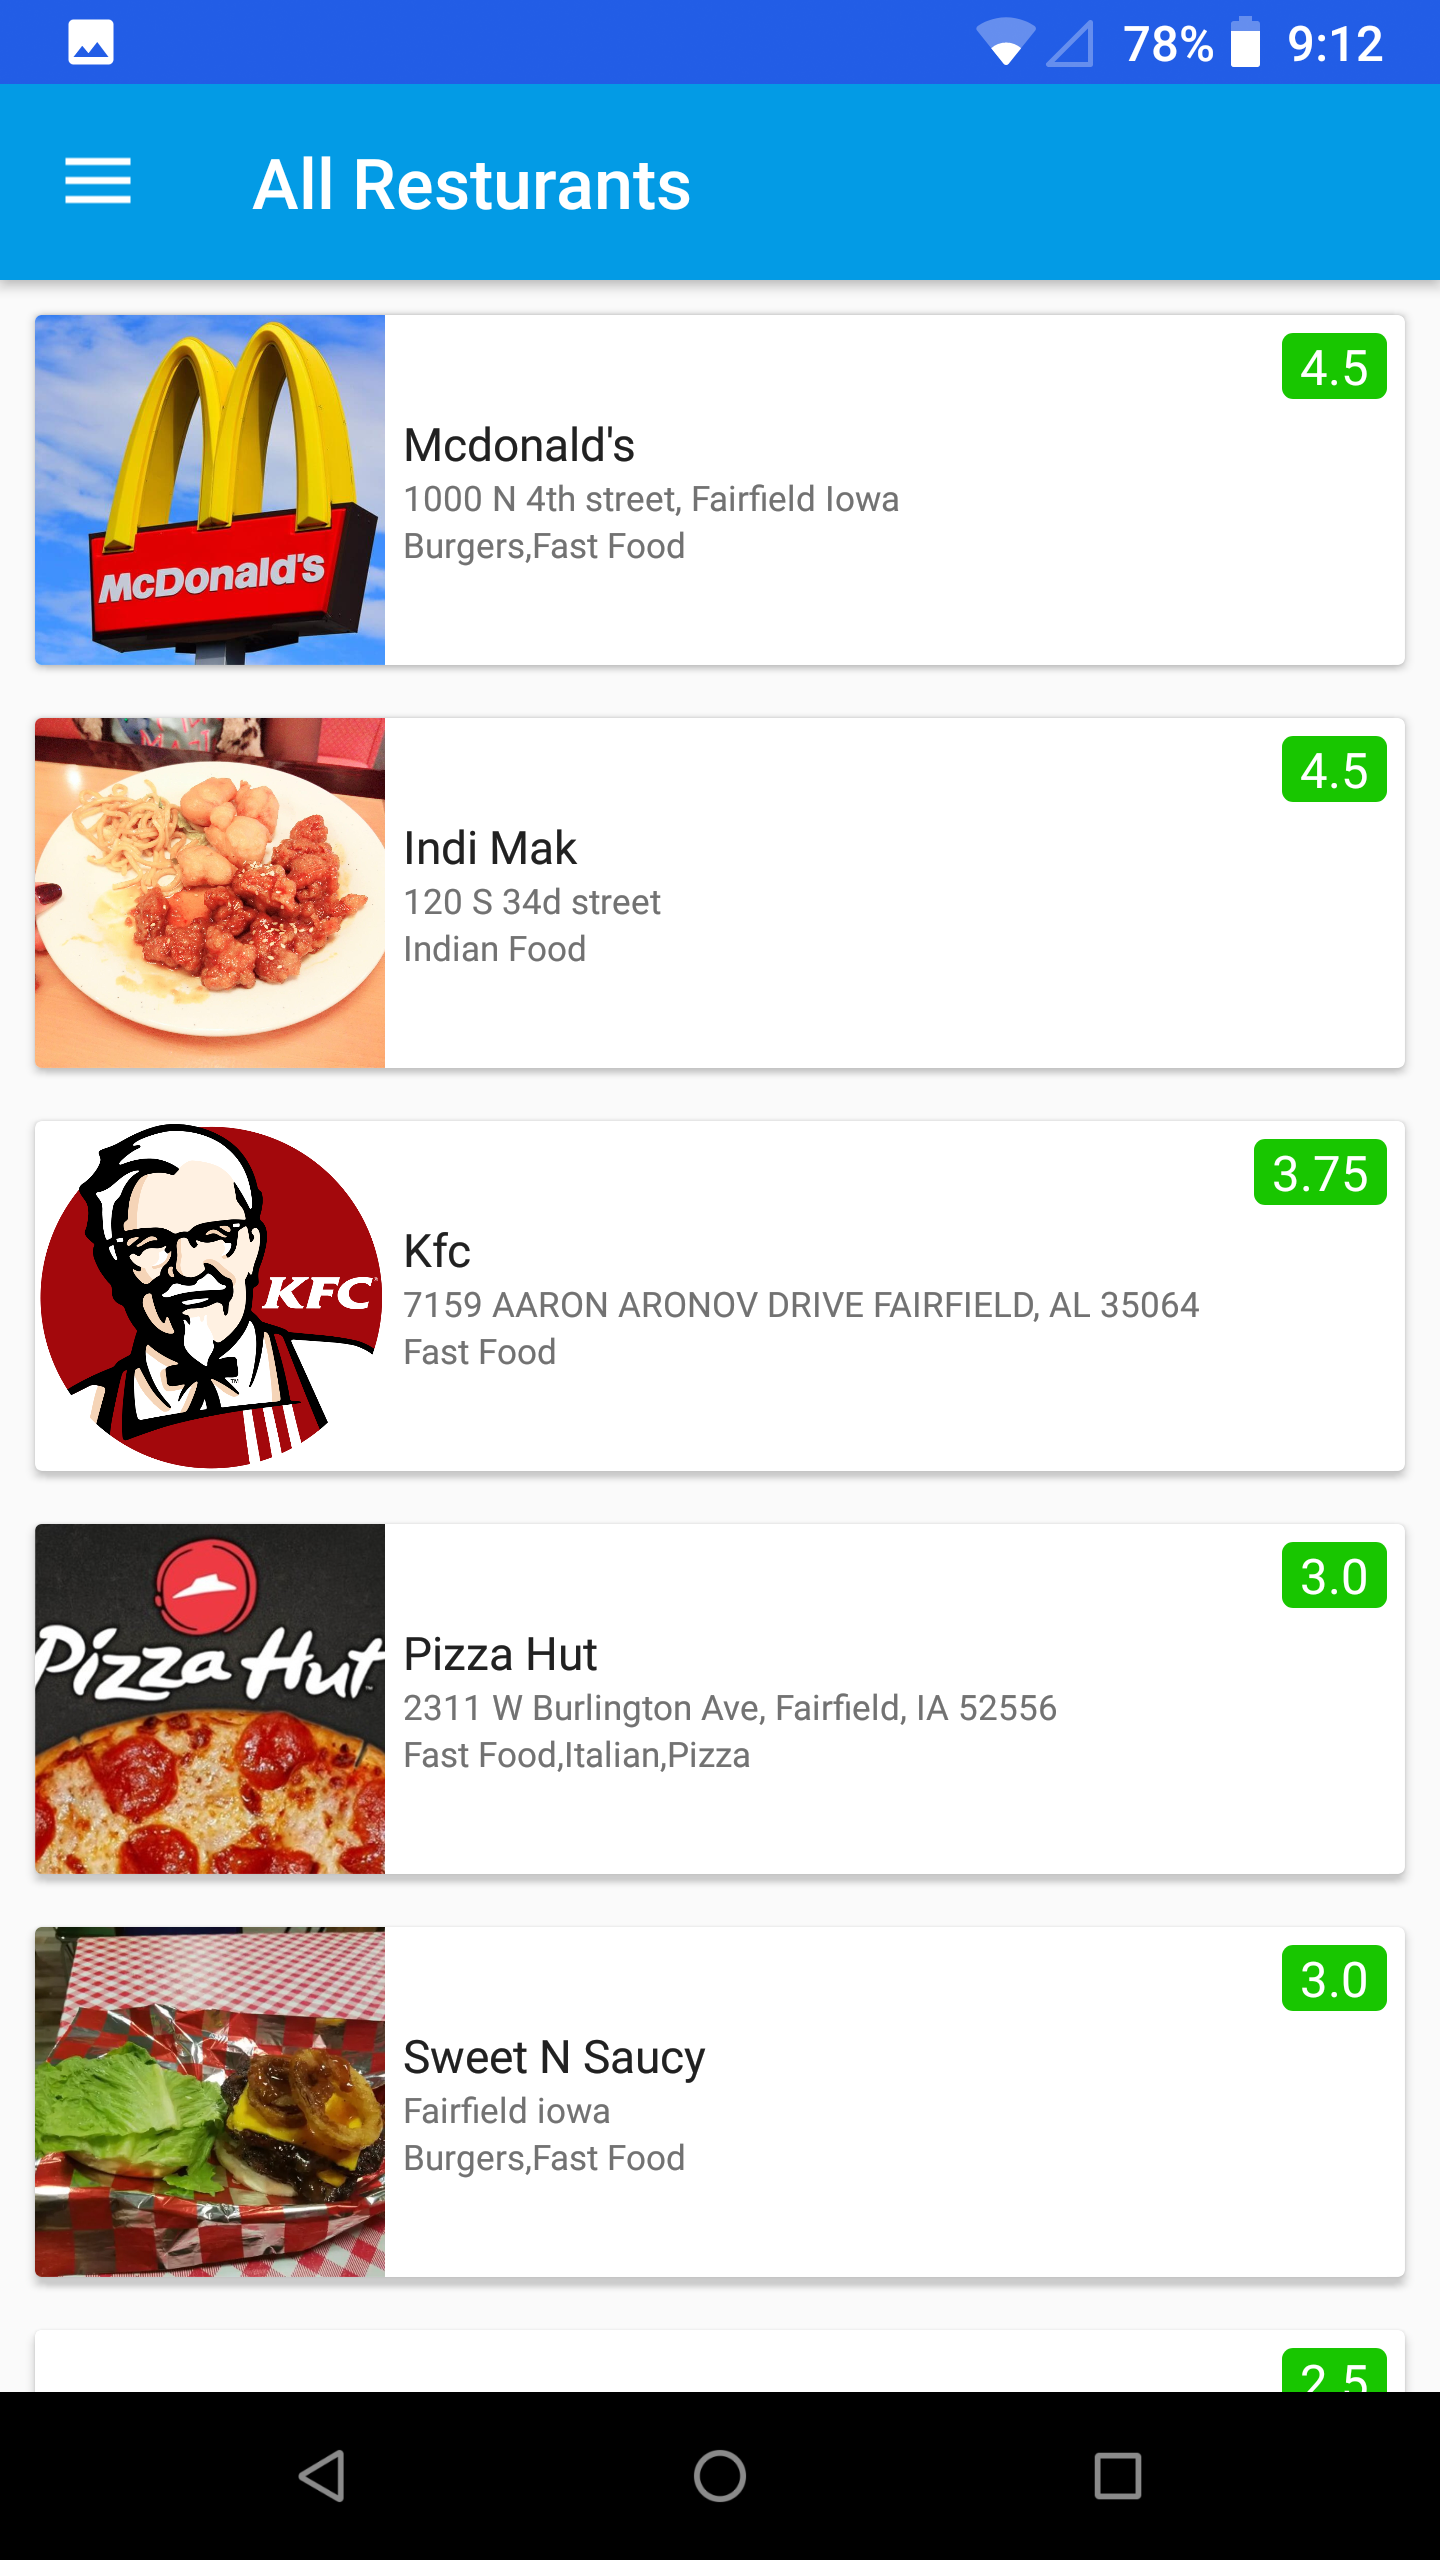 78% 9:12
All Resturants
4.5
McDonald's
Mcdonald's
1000 N 4th street, Fairfield Iowa
Burgers,Fast Food
4.5
Indi Mak
120 S 34d street
Indian Food
3.75
KFC
Kfc
7159 AARON ARONOV DRIVE FAIRFIELD, AL 35064
Fast Food
3.0
Pizza Hut
Pizza Hut
2311 W Burlington Ave, Fairfield, IA 52556
Fast Food,Italian,Pizza
3.0
Sweet N Saucy
Fairfield iowa
Burgers,Fast Food
2.5